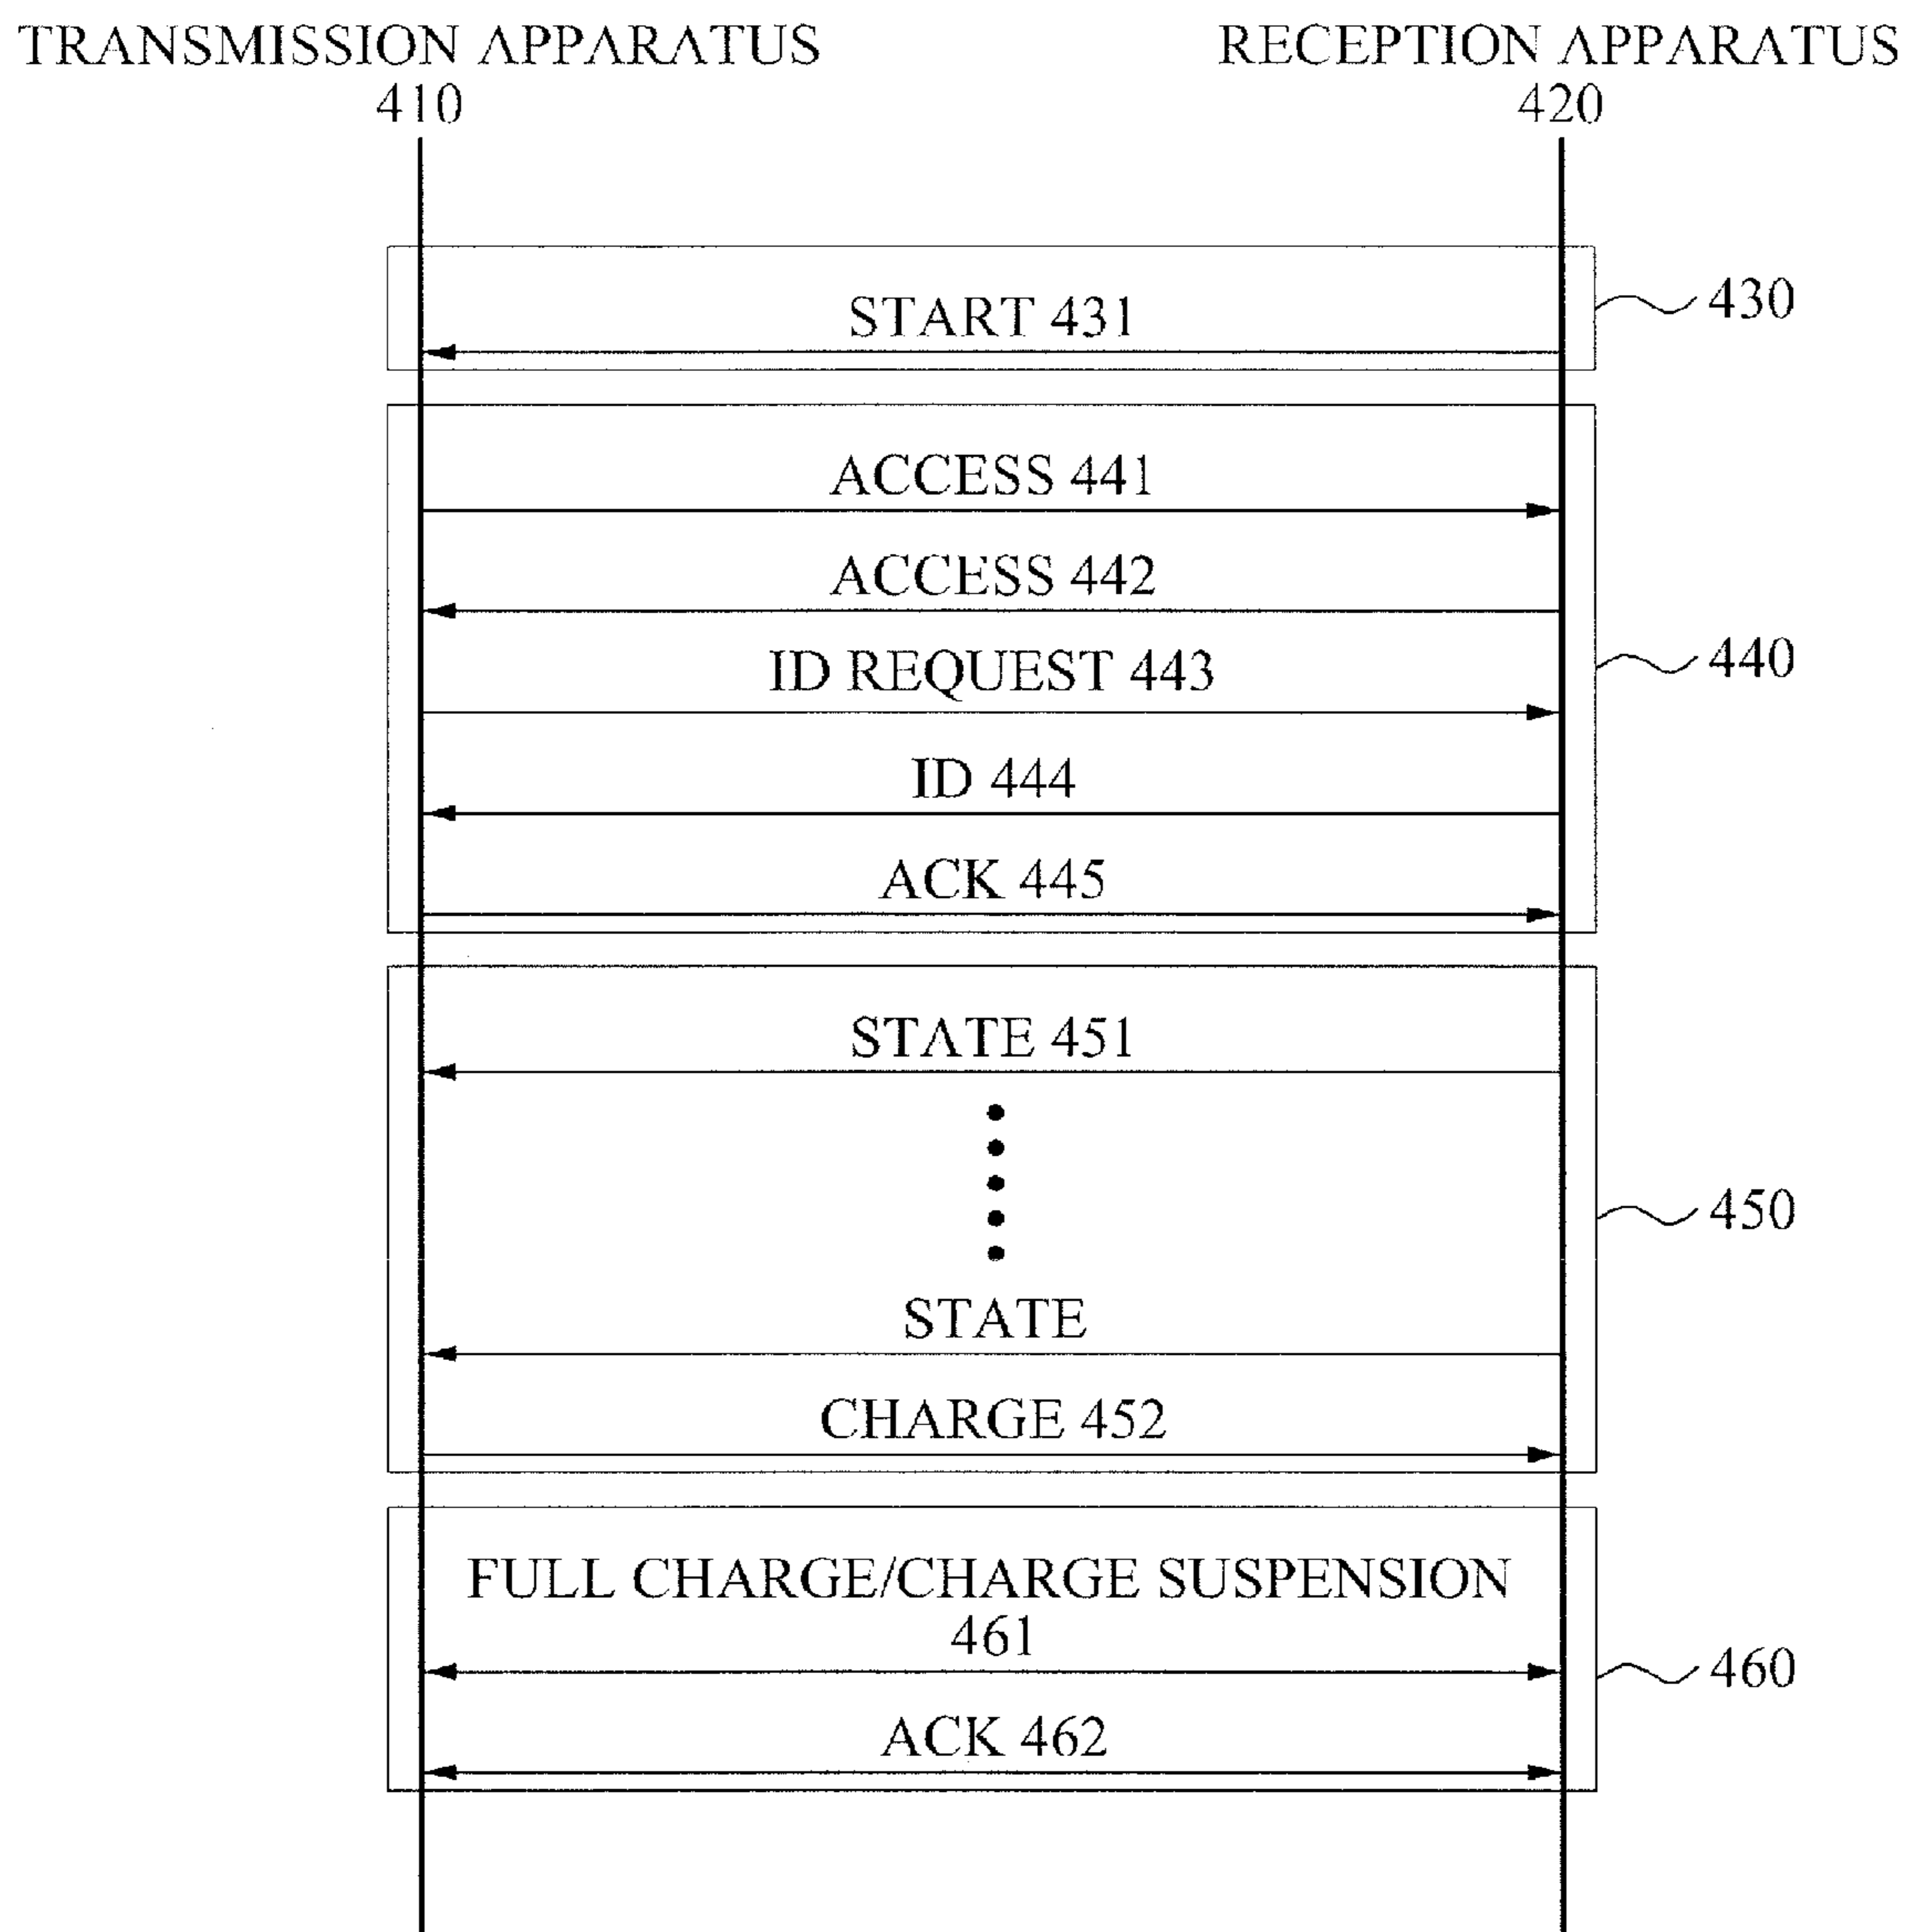 TRANSMISSION APPARATUS
410
RECEPTION APPARATUS
420
START 431
430
ACCESS 441
ACCESS 442
ID REQUEST 443
440
ID 444
ACK 445
STATE 451
450
STATE
CHARGE 452
FULL CHARGE/CHARGE SUSPENSION
461
460
ACK 462